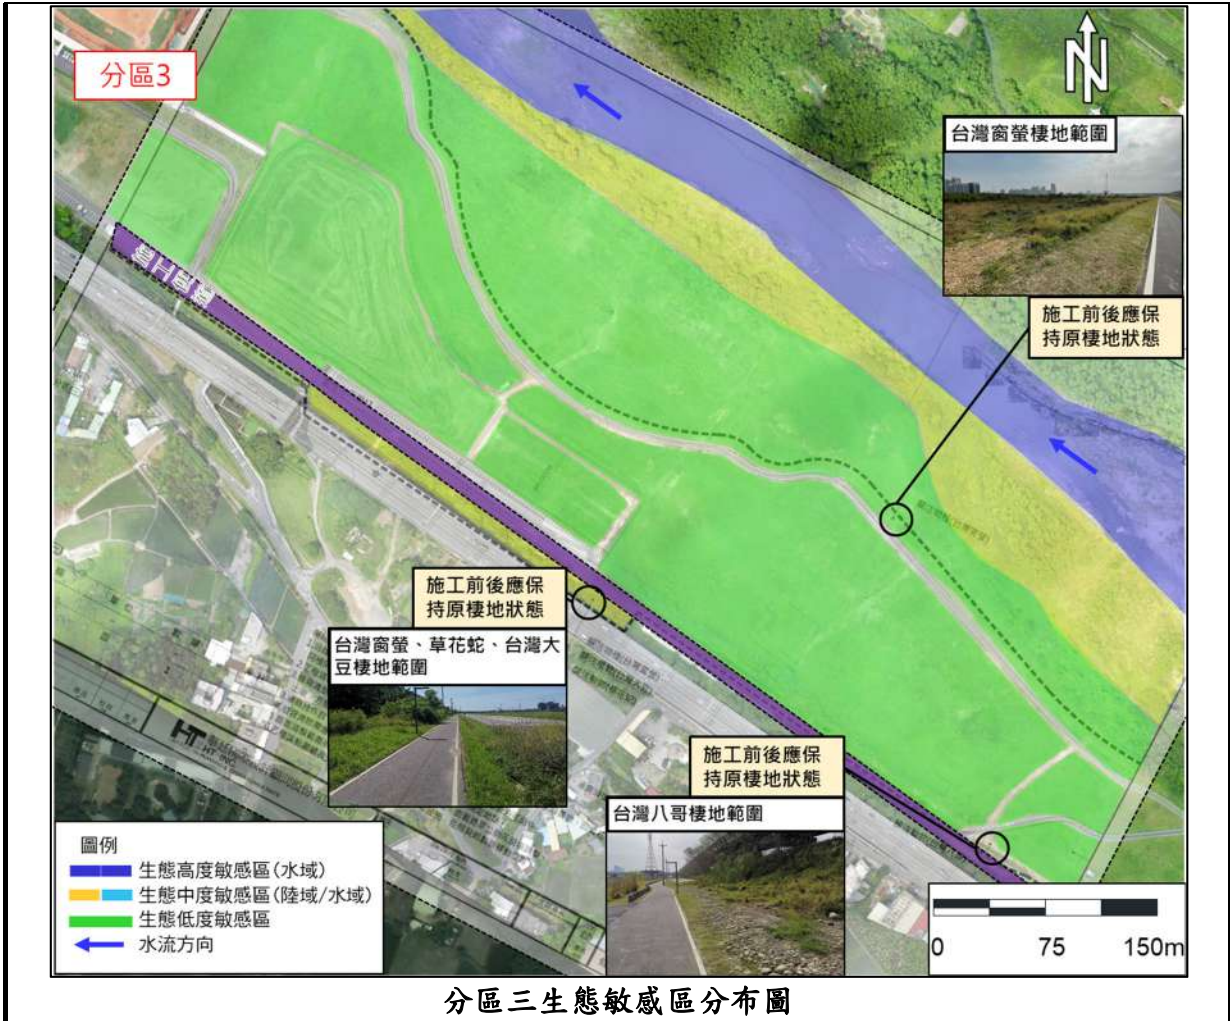 分區3
台灣窗螢棲地範圍
施工前後應保
持原棲地狀態
施工前後應保
持原棲地狀態
台灣窗螢、草花蛇、台灣大
豆棲地範圍
施工前後應保
持原棲地狀態
台灣八哥棲地範圍
HT
HT ING.
圖例
生態高度敏感區(水域)
生態中度敏感區(陸域/水域)
生態低度敏感區
水流方向
0 75 150m
分區三生態敏感區分布圖